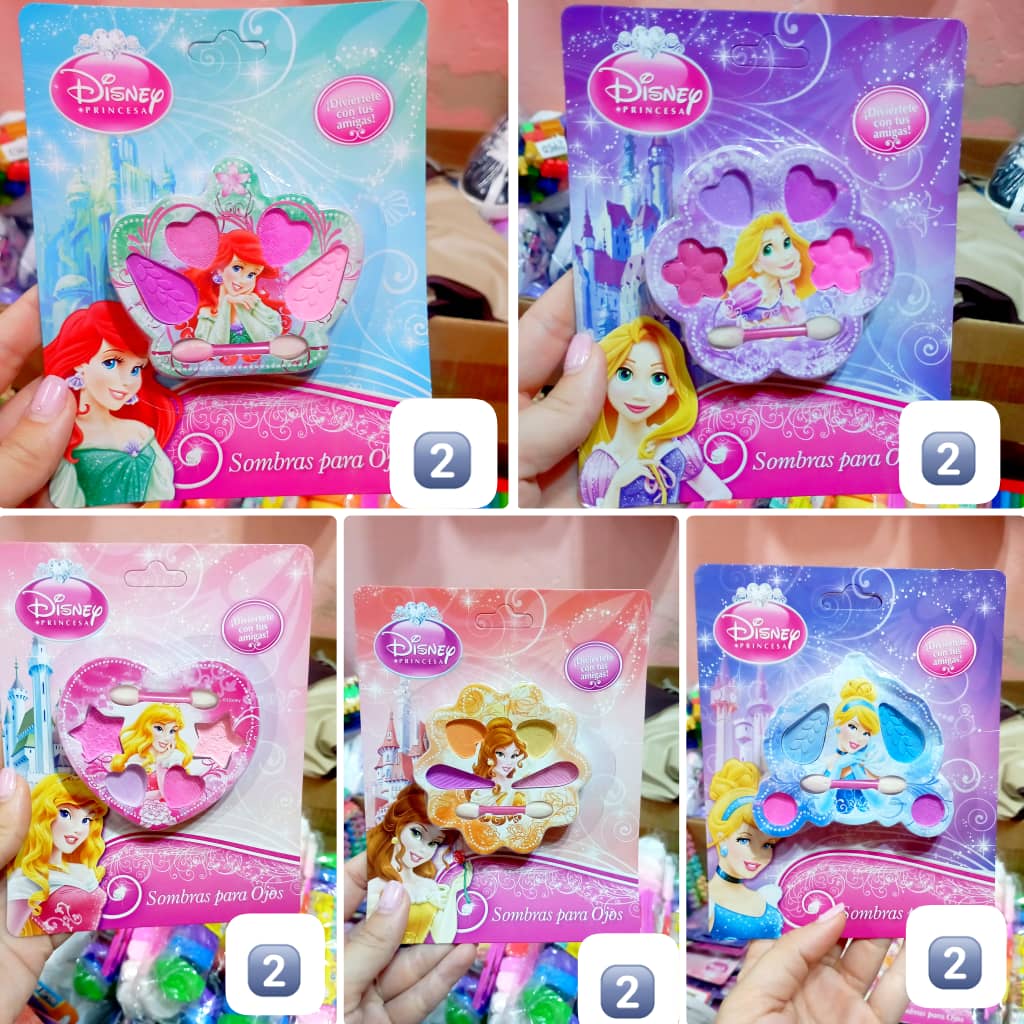 Disney
PRINCESA
¡Diviértete
con tus
amigas!
Sombras para Oj
2
Disney
PRINCESA
¡Diviértete
con tus
amigas!
Sombras para O
2
Disney
PRINCESA
¡Diviértete
con tus
amigas!
Sombras para Ojos
2
Disney
PRINCESA
¡Diviértete
con tus
amigas!
Sombras para Ojos
2
Disney
PRINCESA
¡Diviértete
con tus
amigas!
Sombras
2